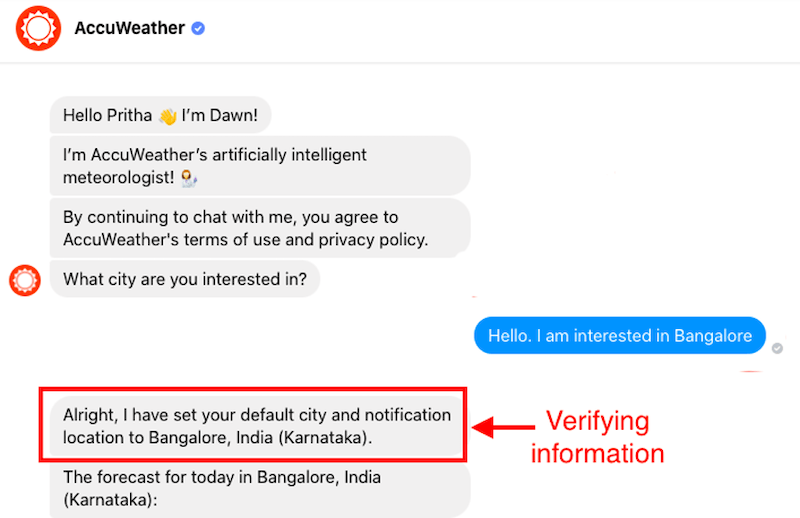 AccuWeather
Hello Pritha 👋 I’m Dawn!
I’m AccuWeather’s artificially intelligent
meteorologist! 👩‍⚕️
By continuing to chat with me, you agree to
AccuWeather's terms of use and privacy policy.
What city are you interested in?
Hello. I am interested in Bangalore
Alright, I have set your default city and notification
location to Bangalore, India (Karnataka).
Verifying
information
The forecast for today in Bangalore, India
(Karnataka):